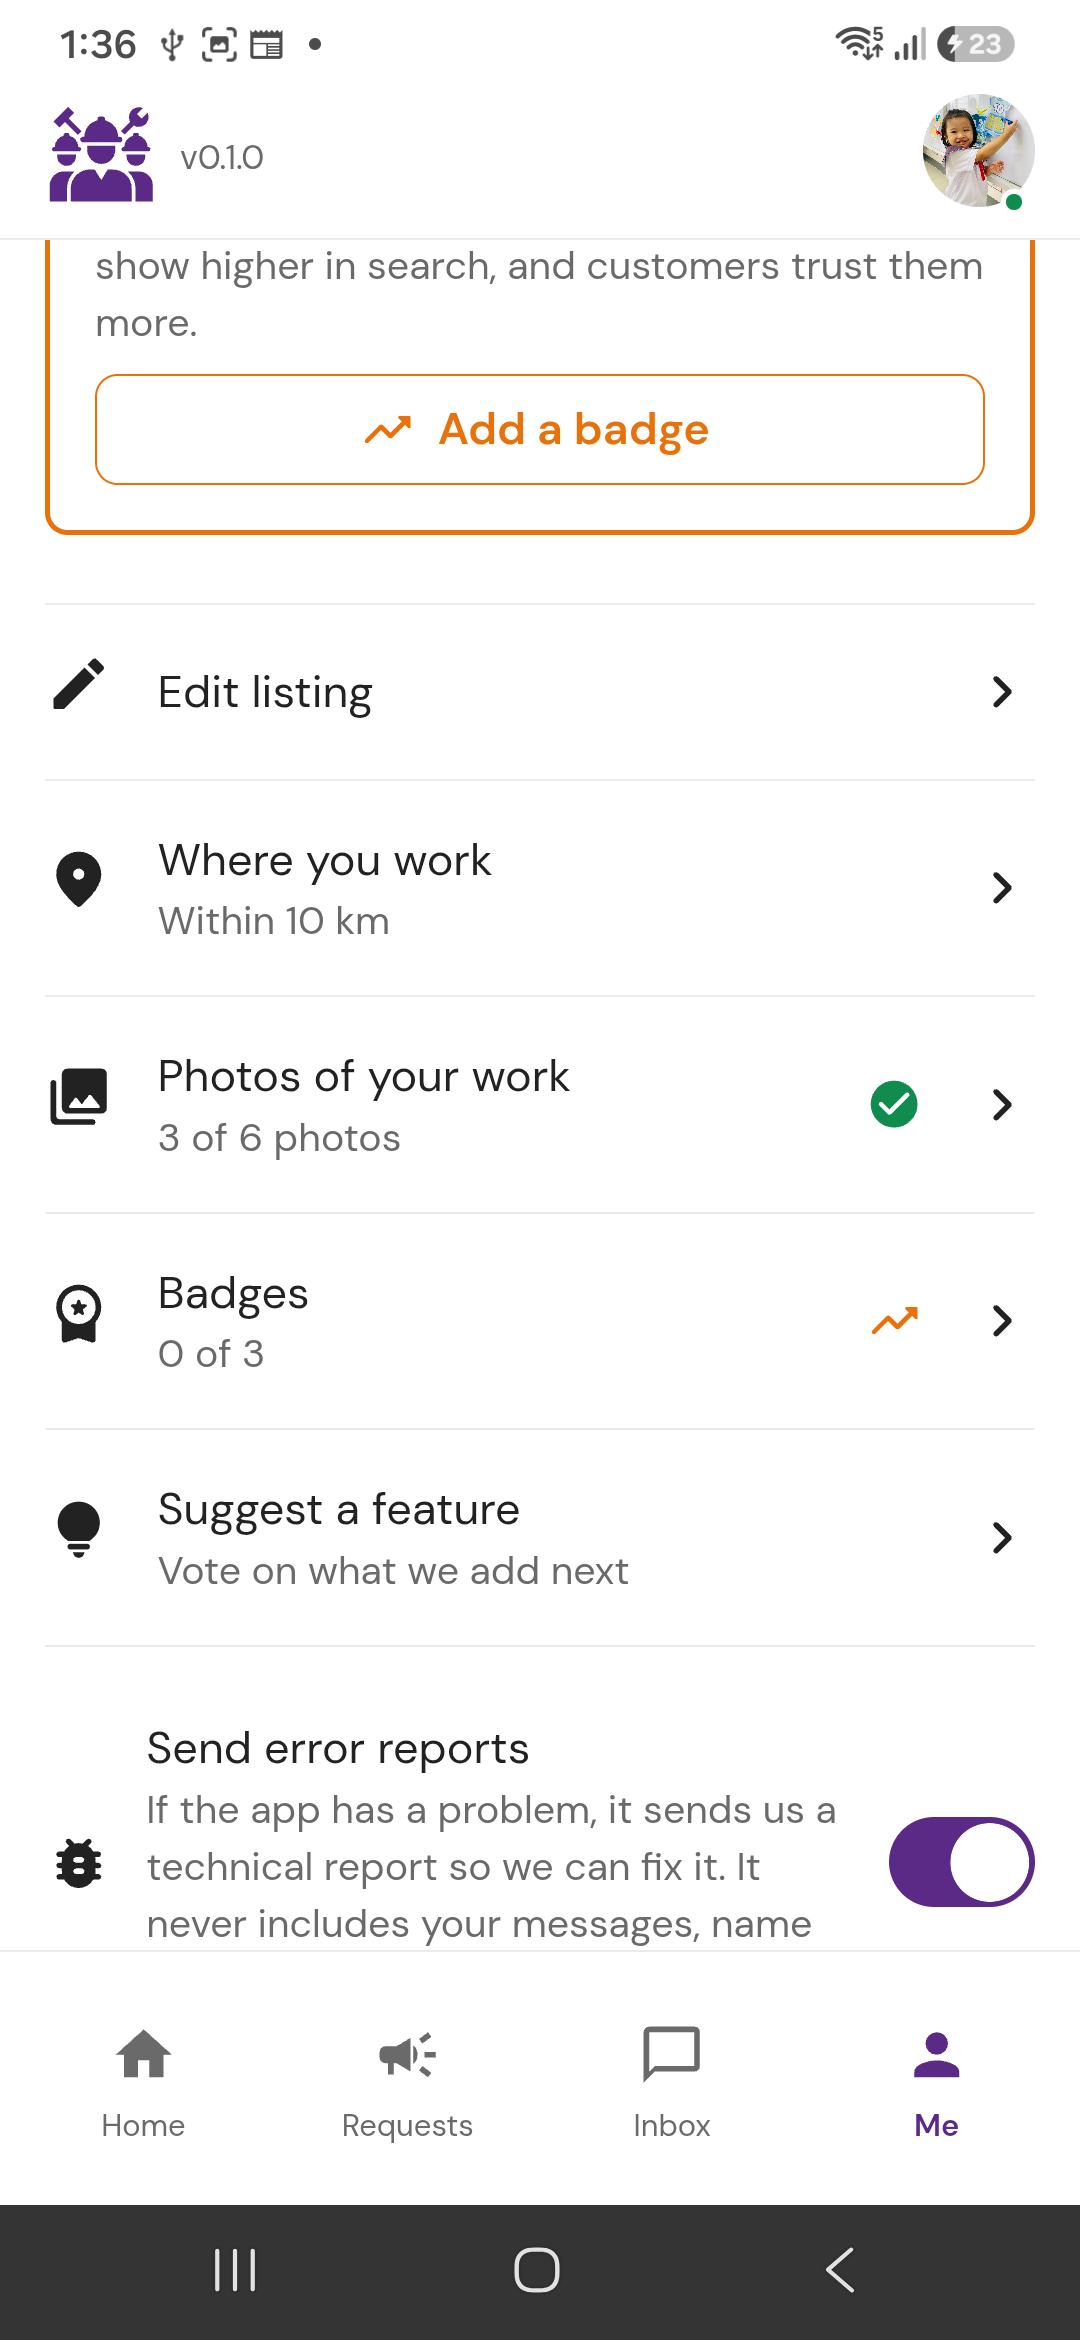 1:36
5
23
v0.1.0
show higher in search, and customers trust them
more.
Add a badge
Edit listing
Where you work
Within 10 km
Photos of your work
3 of 6 photos
Badges
0 of 3
Suggest a feature
Vote on what we add next
Send error reports
If the app has a problem, it sends us a
technical report so we can fix it. It
never includes your messages, name
Home
Requests
Inbox
Me